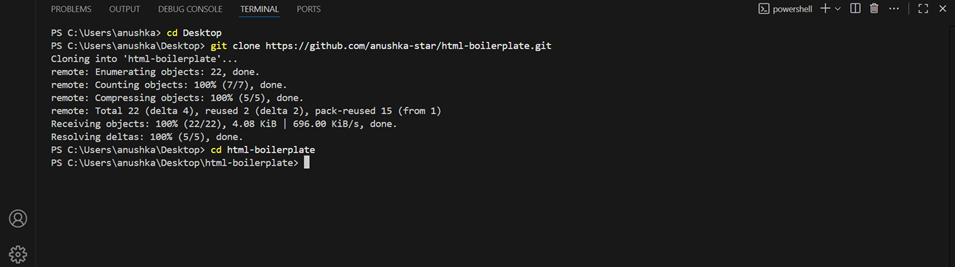 PROBLEMS OUTPUT DEBUG CONSOLE TERMINAL PORTS powershell
PS C:\Users\anushka> cd Desktop
PS C:\Users\anushka\Desktop> git clone https://github.com/anushka-star/html-boilerplate.git
Cloning into 'html-boilerplate'...
remote: Enumerating objects: 22, done.
remote: Counting objects: 100% (7/7), done.
remote: Compressing objects: 100% (5/5), done.
remote: Total 22 (delta 4), reused 2 (delta 2), pack-reused 15 (from 1)
Receiving objects: 100% (22/22), 4.08 KiB | 696.00 KiB/s, done.
Resolving deltas: 100% (5/5), done.
PS C:\Users\anushka\Desktop> cd html-boilerplate
PS C:\Users\anushka\Desktop\html-boilerplate>